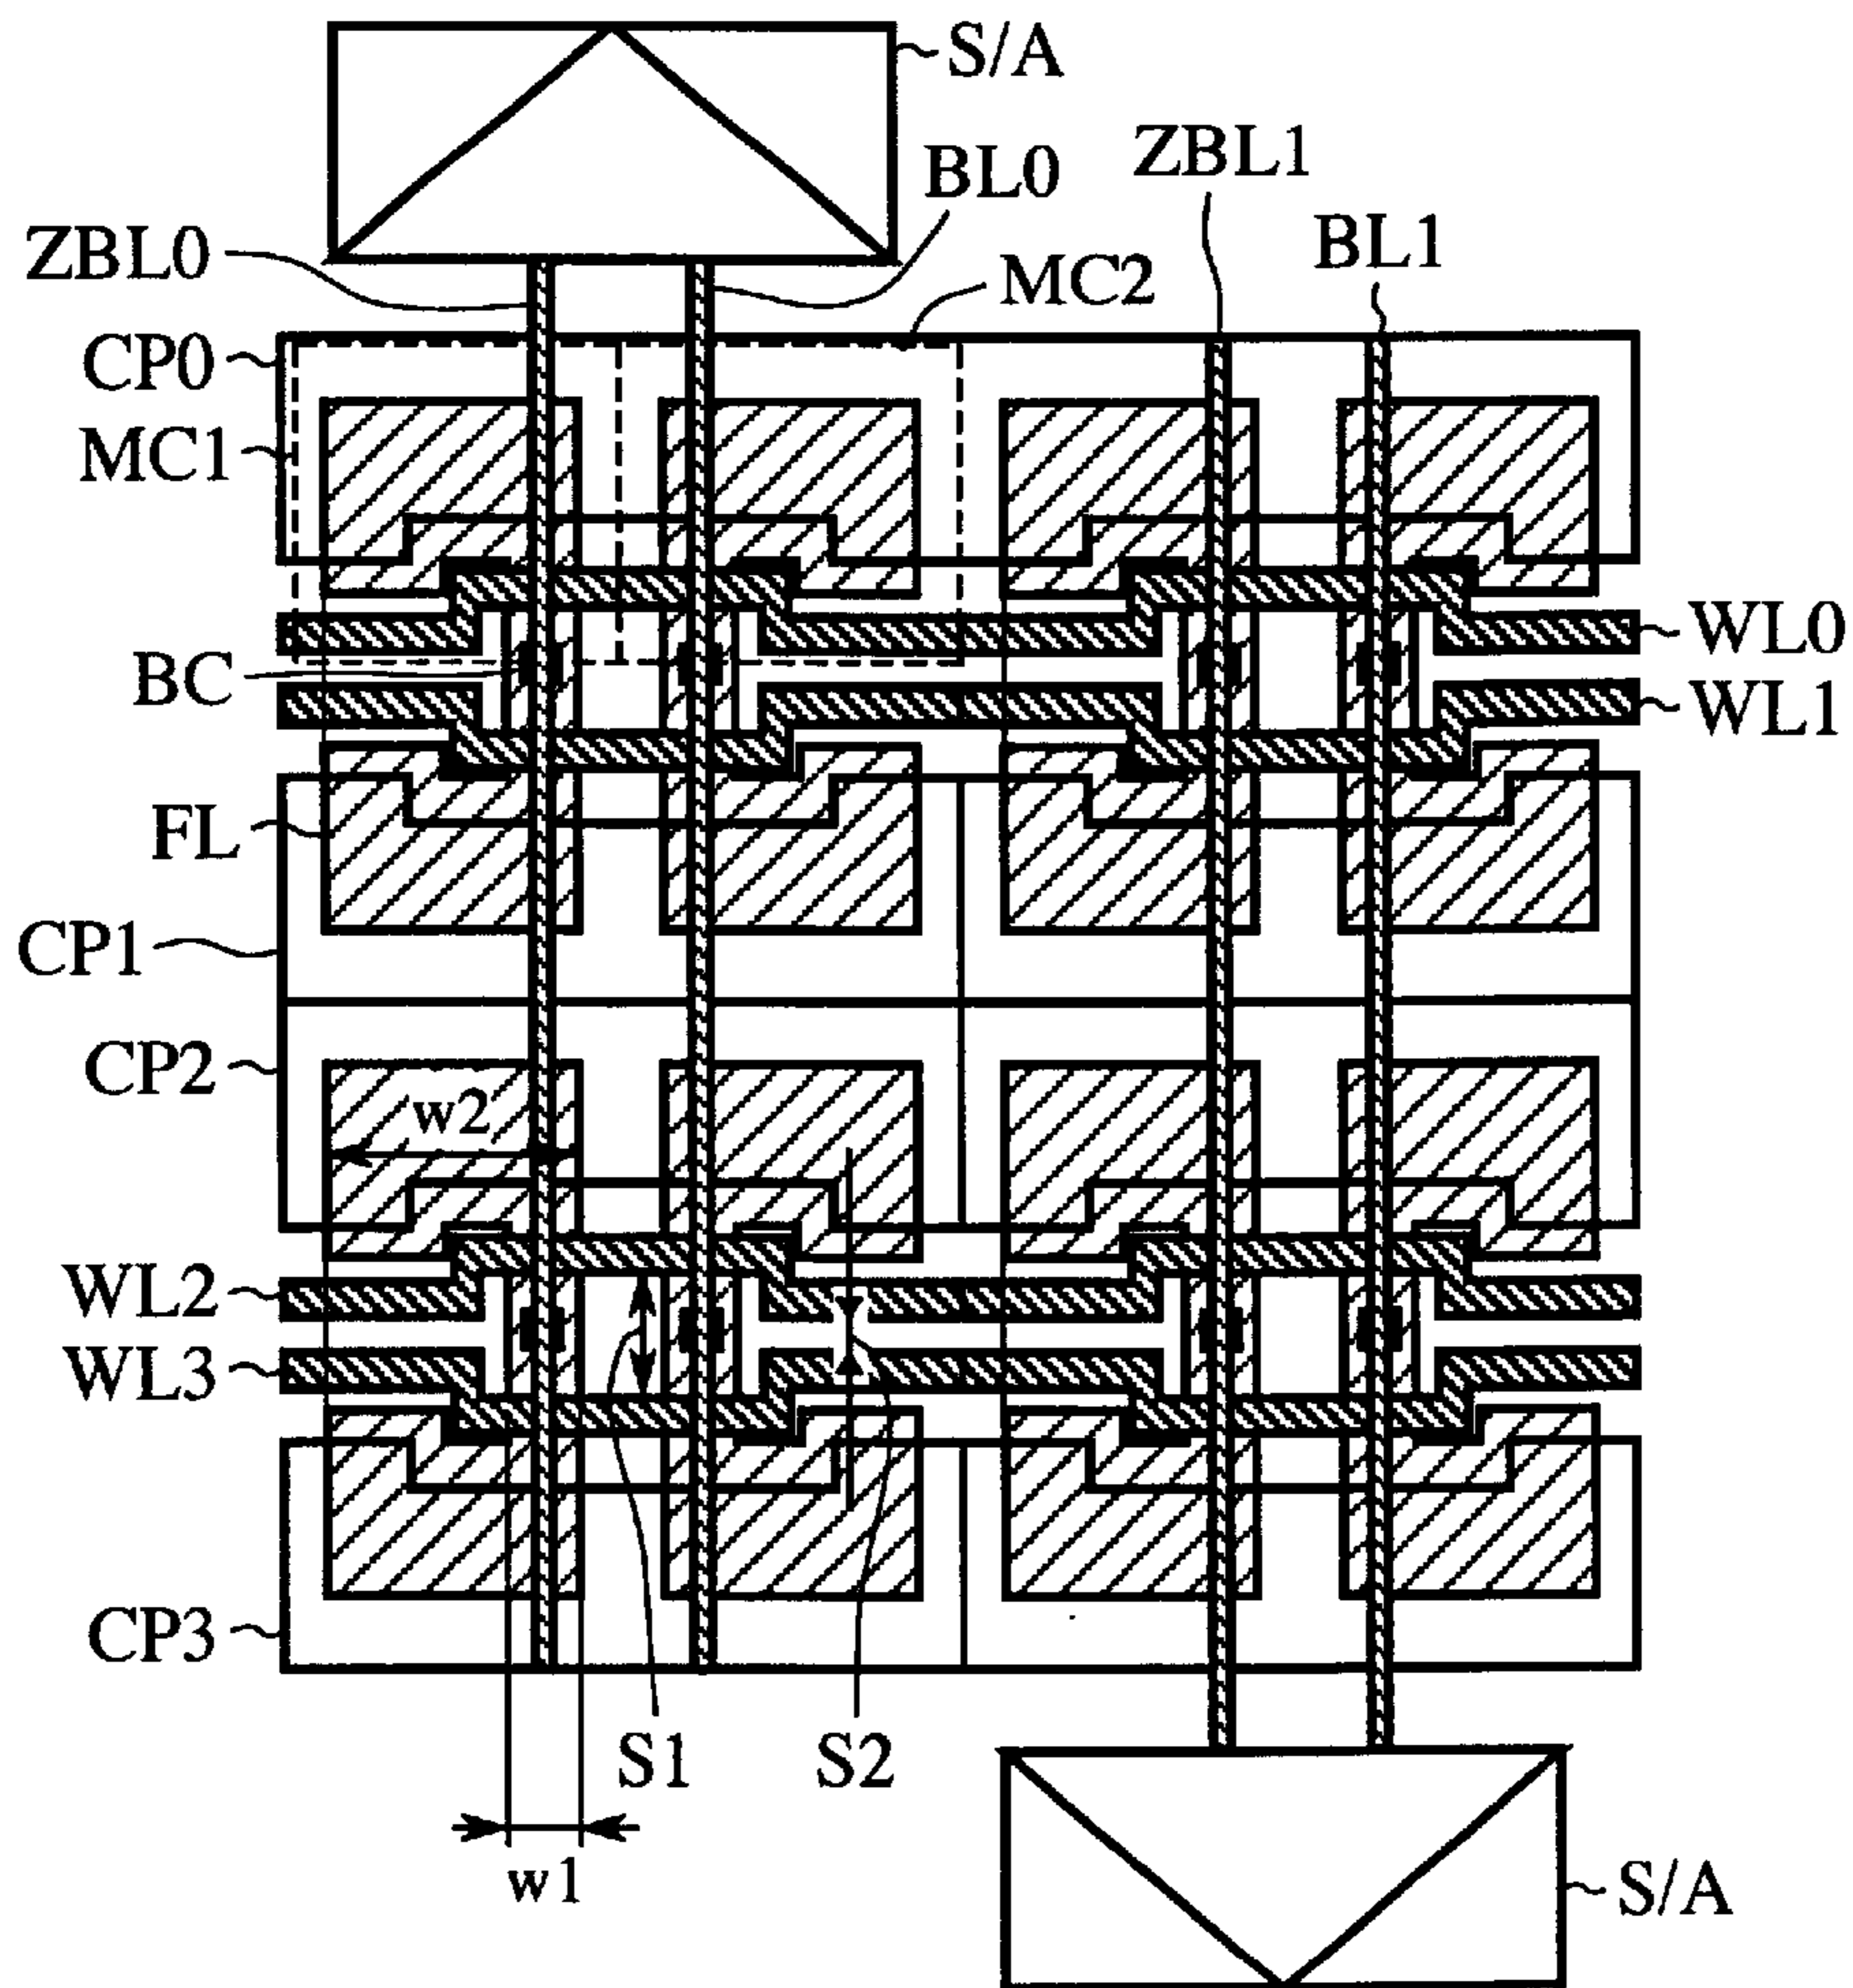 S/A
BL0
ZBL1
ZBL0
BL1
MC2
CP0
MC1
WL0
BC
WL1
FL
CP1
CP2
w2
WL2
WL3
CP3
S1
S2
w1
S/A